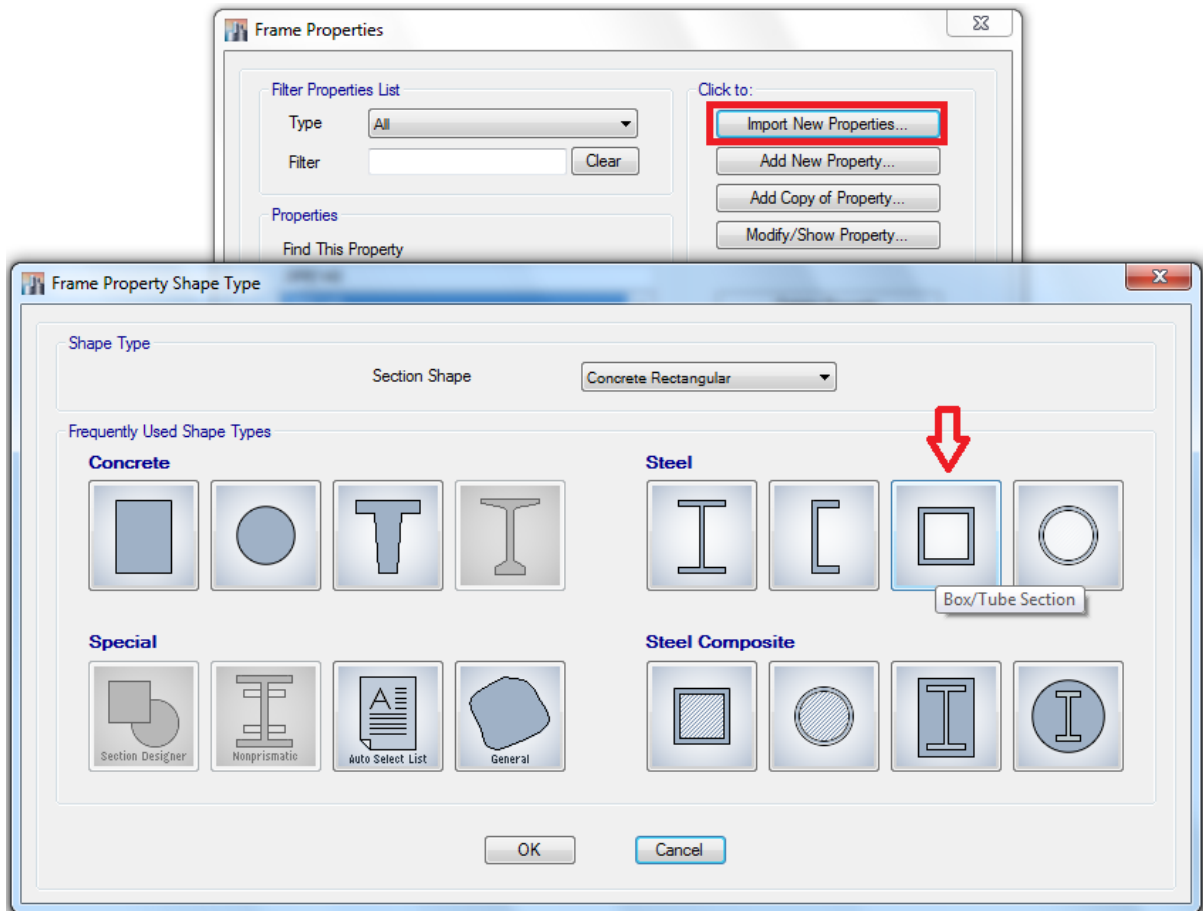 Frame Properties
Filter Properties List
Type All
Filter Clear
Properties
Find This Property
Click to:
Import New Properties...
Add New Property...
Add Copy of Property...
Modify/Show Property...
Frame Property Shape Type
Shape Type
Section Shape Concrete Rectangular
Frequently Used Shape Types
Concrete
Steel
Box/Tube Section
Special
Section Designer Nonprismatic Auto Select List General
Steel Composite
OK Cancel